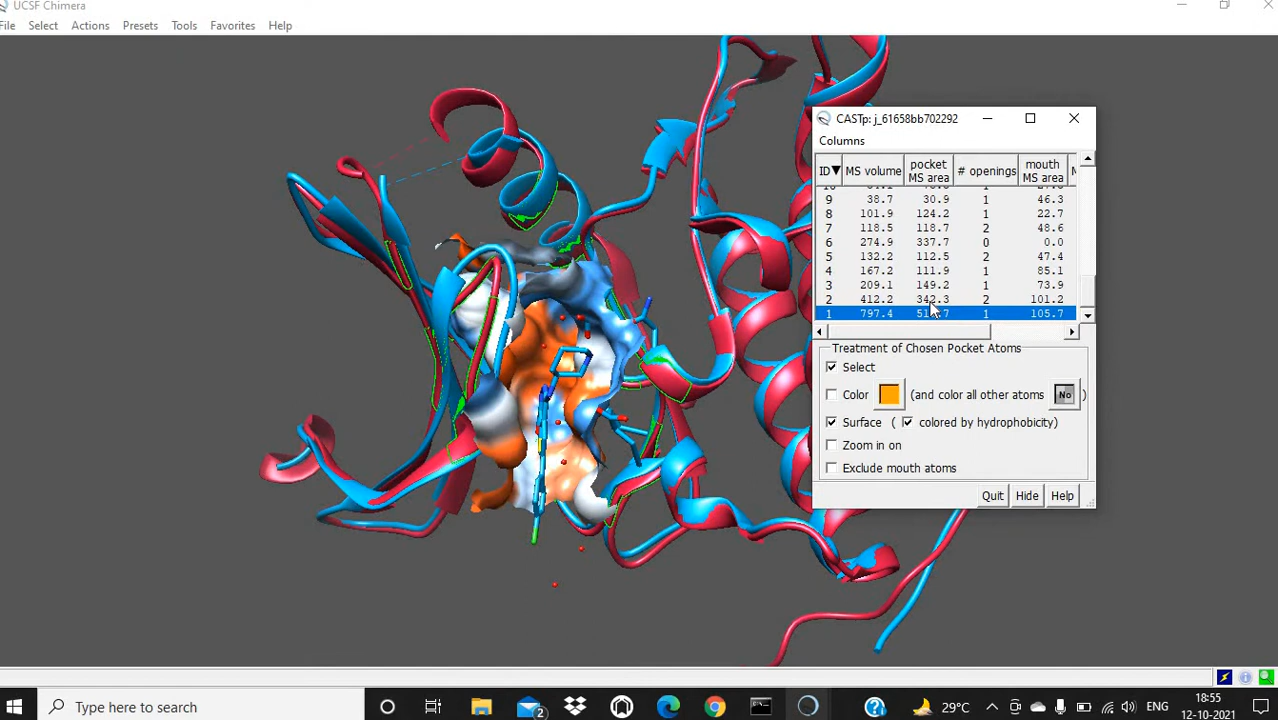 UCSF Chimera
File Select Actions Presets Tools Favorites Help
CASTp: j_61658bb702292
Columns
ID▼ MS volume pocket MS area # openings mouth MS area
9 38.7 30.9 1 46.3
8 101.9 124.2 1 22.7
7 118.5 118.7 2 48.6
6 274.9 337.7 0 0.0
5 132.2 112.5 2 47.4
4 167.2 111.9 1 85.1
3 209.1 149.2 1 73.9
2 412.2 342.3 2 101.2
1 797.4 1 105.7
Treatment of Chosen Pocket Atoms
Select
Color (and color all other atoms No )
Surface ( colored by hydrophobicity)
Zoom in on
Exclude mouth atoms
Quit Hide Help
Type here to search
2
29°C
ENG
18:55
12-10-2021